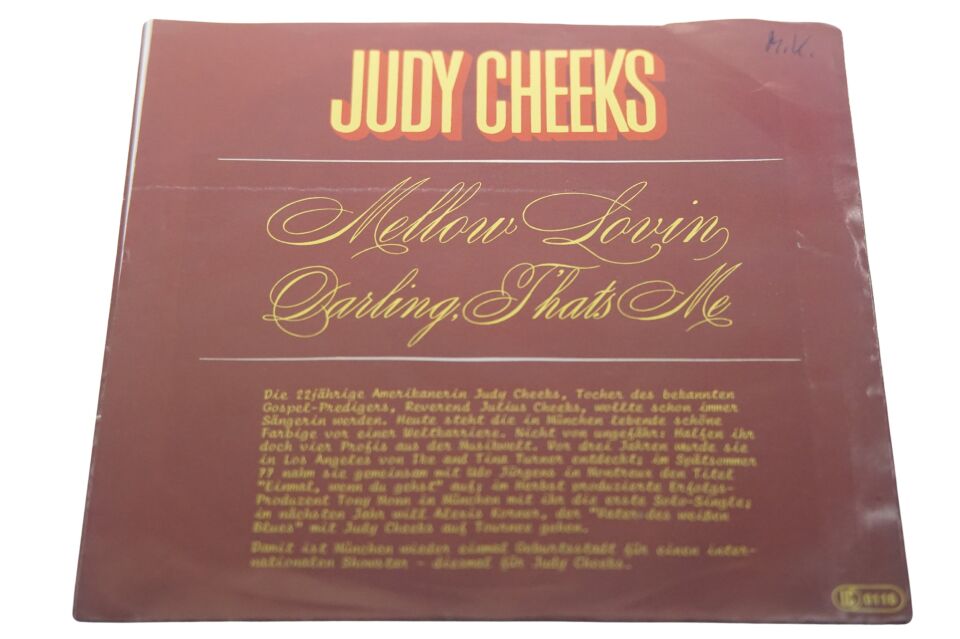 M.K.
JUDY CHEEKS
Mellow Lovin
Darling, Thats Me
Die 22jährige Amerikanerin Judy Cheeks, Tocher des bekannten
Gospel-Predigers, Reverend Julius Cheeks, wollte schon immer
Sängerin werden. Heute steht die in München lebende schöne
Farbige vor einer Weltkarriere. Nicht von ungefähr: Halfen ihr
doch vier Profis aus der Musikwelt. Vor drei Jahren wurde sie
in Los Angeles von Ike and Tina Turner entdeckt; im Spätsommer
77 nahm sie gemeinsam mit Udo Jürgens in Montreux den Titel
"Einmal, wenn du gehst" auf; im Herbst produzierte Erfolgs-
Produzent Tony Monn in München mit ihr die erste Solo-Single;
im nächsten Jahr will Alexis Korner, der "Vater des weißen
Blues" mit Judy Cheeks auf Tournee gehen.
Damit ist München wieder einmal Geburtsstatt für einen inter-
nationalen Showstar - diesmal für Judy Cheeks.
6116